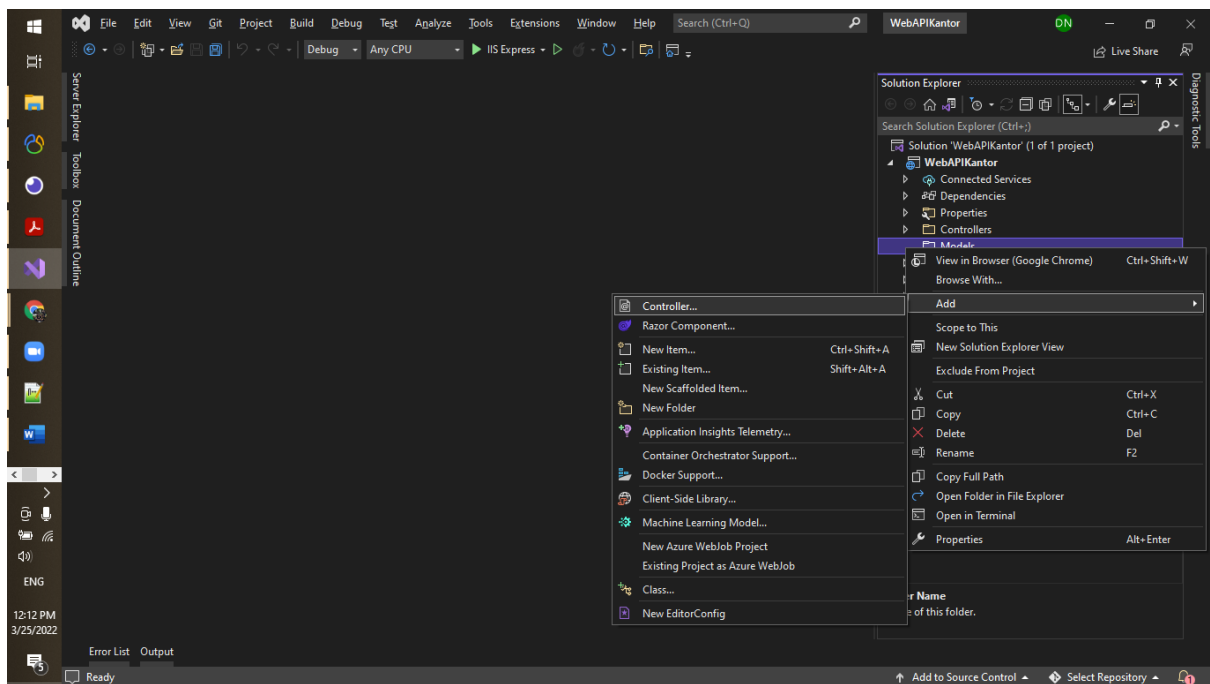 File Edit View Git Project Build Debug Test Analyze Tools Extensions Window Help Search (Ctrl+Q) WebAPIKantor DN
Debug Any CPU IIS Express Live Share
Server Explorer
Toolbox
Document Outline
Solution Explorer
Search Solution Explorer (Ctrl+;)
Solution 'WebAPIKantor' (1 of 1 project)
WebAPIKantor
Connected Services
Dependencies
Properties
Controllers
Models
Diagnostic Tools
View in Browser (Google Chrome) Ctrl+Shift+W
Browse With...
Add
Scope to This
New Solution Explorer View
Exclude From Project
Cut Ctrl+X
Copy Ctrl+C
Delete Del
Rename F2
Copy Full Path
Open Folder in File Explorer
Open in Terminal
Properties Alt+Enter
Controller...
Razor Component...
New Item... Ctrl+Shift+A
Existing Item... Shift+Alt+A
New Scaffolded Item...
New Folder
Application Insights Telemetry...
Container Orchestrator Support...
Docker Support...
Client-Side Library...
Machine Learning Model...
New Azure WebJob Project
Existing Project as Azure WebJob
Class...
New EditorConfig
Name
of this folder.
ENG
12:12 PM
3/25/2022
5
Error List Output
Ready Add to Source Control Select Repository 1